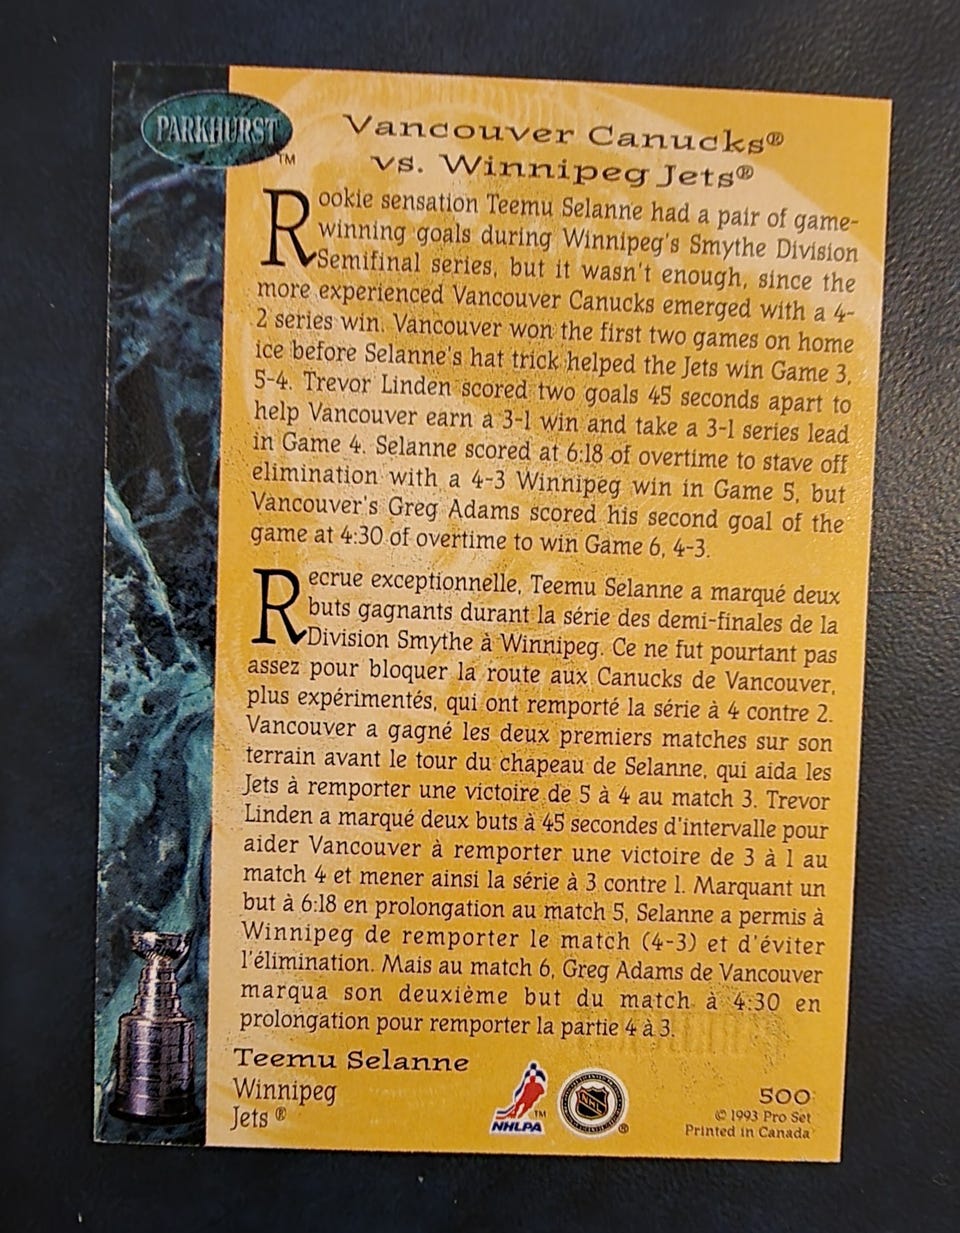 PARKHURST™
Vancouver Canucks®
vs. Winnipeg Jets®
Rookie sensation Teemu Selanne had a pair of game-
winning goals during Winnipeg's Smythe Division
Semifinal series, but it wasn't enough, since the
more experienced Vancouver Canucks emerged with a 4-
2 series win. Vancouver won the first two games on home
ice before Selanne's hat trick helped the Jets win Game 3,
5-4. Trevor Linden scored two goals 45 seconds apart to
help Vancouver earn a 3-1 win and take a 3-1 series lead
in Game 4. Selanne scored at 6:18 of overtime to stave off
elimination with a 4-3 Winnipeg win in Game 5, but
Vancouver's Greg Adams scored his second goal of the
game at 4:30 of overtime to win Game 6, 4-3.
Recrue exceptionnelle, Teemu Selanne a marqué deux
buts gagnants durant la série des demi-finales de la
Division Smythe à Winnipeg. Ce ne fut pourtant pas
assez pour bloquer la route aux Canucks de Vancouver,
plus expérimentés, qui ont remporté la série à 4 contre 2.
Vancouver a gagné les deux premiers matches sur son
terrain avant le tour du chapeau de Selanne, qui aida les
Jets à remporter une victoire de 5 à 4 au match 3. Trevor
Linden a marqué deux buts à 45 secondes d'intervalle pour
aider Vancouver à remporter une victoire de 3 à 1 au
match 4 et mener ainsi la série à 3 contre 1. Marquant un
but à 6:18 en prolongation au match 5, Selanne a permis à
Winnipeg de remporter le match (4-3) et d'éviter
l'élimination. Mais au match 6, Greg Adams de Vancouver
marqua son deuxième but du match à 4:30 en
prolongation pour remporter la partie 4 à 3.
Teemu Selanne
Winnipeg
Jets®
NHLPA™
NHL®
500
© 1993 Pro Set
Printed in Canada